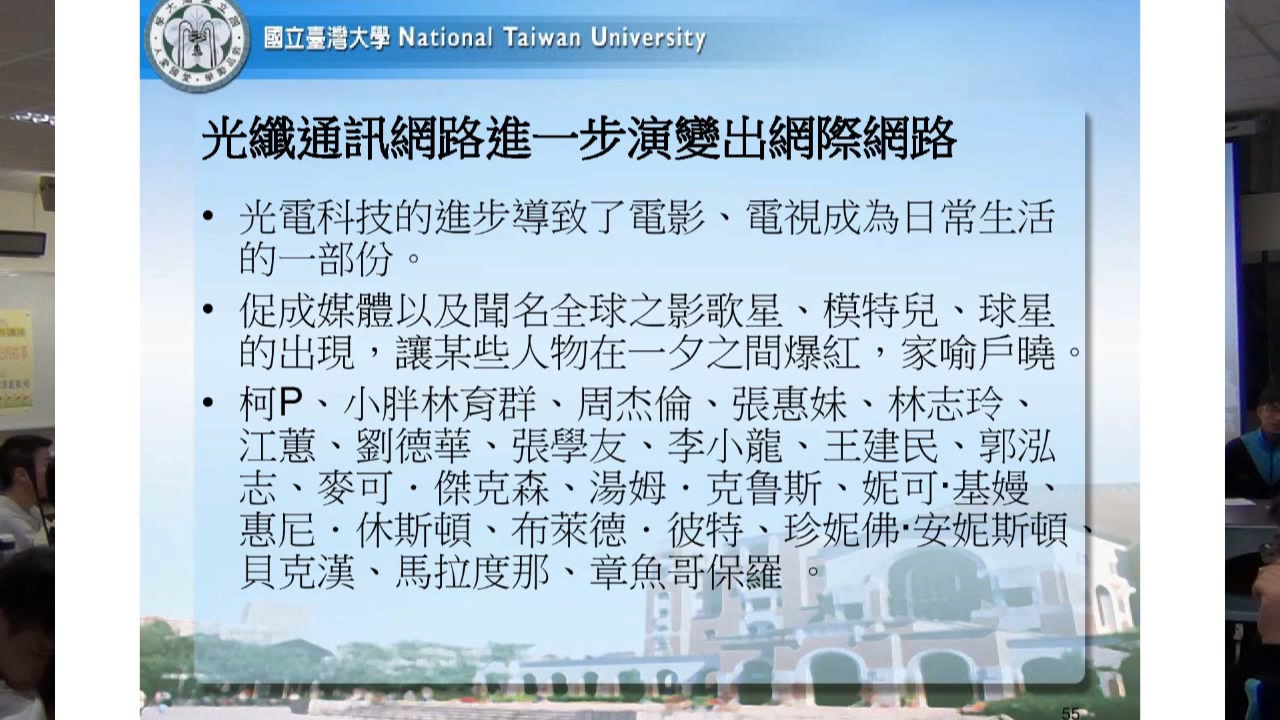 國立臺灣大學 National Taiwan University
光纖通訊網路進一步演變出網際網路
• 光電科技的進步導致了電影、電視成為日常生活
的一部份。
• 促成媒體以及聞名全球之影歌星、模特兒、球星
的出現，讓某些人物在一夕之間爆紅，家喻戶曉。
• 柯P、小胖林育群、周杰倫、張惠妹、林志玲、
江蕙、劉德華、張學友、李小龍、王建民、郭泓
志、麥可．傑克森、湯姆．克魯斯、妮可·基嫚、
惠尼．休斯頓、布萊德．彼特、珍妮佛·安妮斯頓、
貝克漢、馬拉度那、章魚哥保羅 。
55